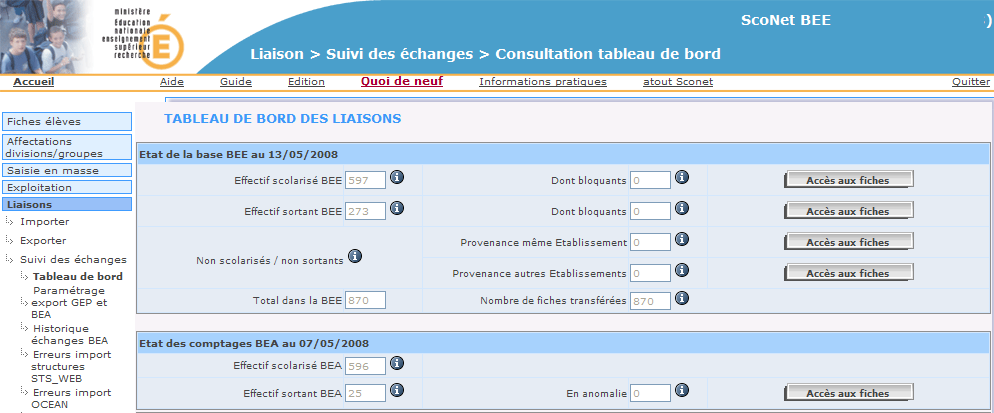 ministère
éducation
nationale
enseignement
supérieur
recherche
ScoNet BEE
)
Liaison > Suivi des échanges > Consultation tableau de bord
Accueil Aide Guide Edition Quoi de neuf Informations pratiques atout Sconet Quitter
Fiches élèves
Affectations
divisions/groupes
Saisie en masse
Exploitation
Liaisons
Importer
Exporter
Suivi des échanges
Tableau de bord
Paramétrage
export GEP et
BEA
Historique
échanges BEA
Erreurs import
structures
STS_WEB
Erreurs import
OCEAN
TABLEAU DE BORD DES LIAISONS
Etat de la base BEE au 13/05/2008
Effectif scolarisé BEE 597 Dont bloquants 0 Accès aux fiches
Effectif sortant BEE 273 Dont bloquants 0 Accès aux fiches
Non scolarisés / non sortants
Provenance même Etablissement 0 Accès aux fiches
Provenance autres Etablissements 0 Accès aux fiches
Total dans la BEE 870 Nombre de fiches transférées 870
Etat des comptages BEA au 07/05/2008
Effectif scolarisé BEA 596
Effectif sortant BEA 25 En anomalie 0 Accès aux fiches